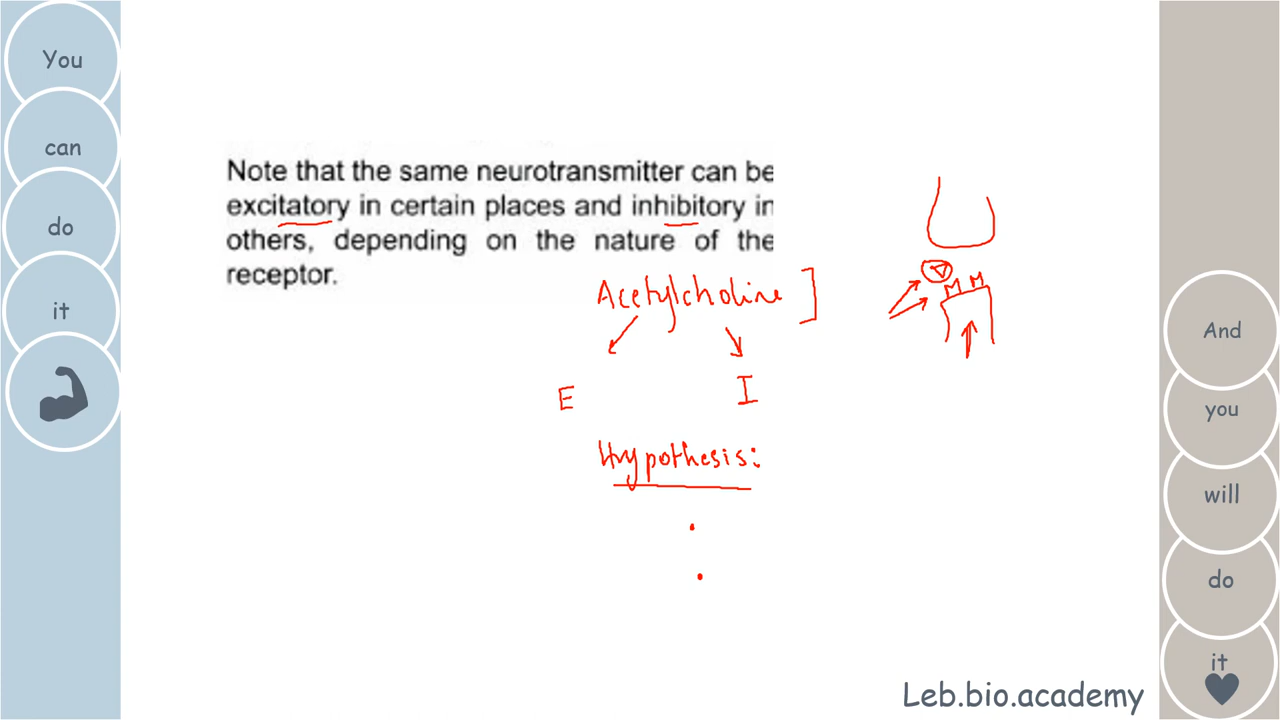 You
can
do
it
Note that the same neurotransmitter can be
excitatory in certain places and inhibitory in
others, depending on the nature of the
receptor.
Acetylcholine ]
E I
Hypothesis:
And
you
will
do
it
Leb.bio.academy